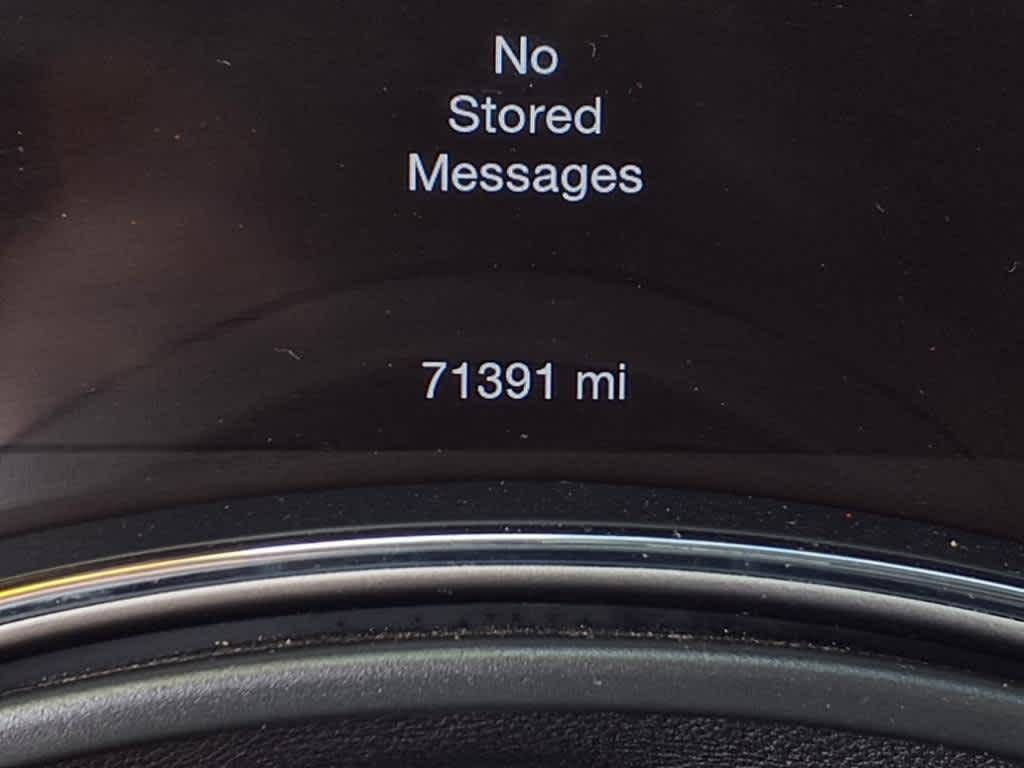 No
Stored
Messages
71391 mi